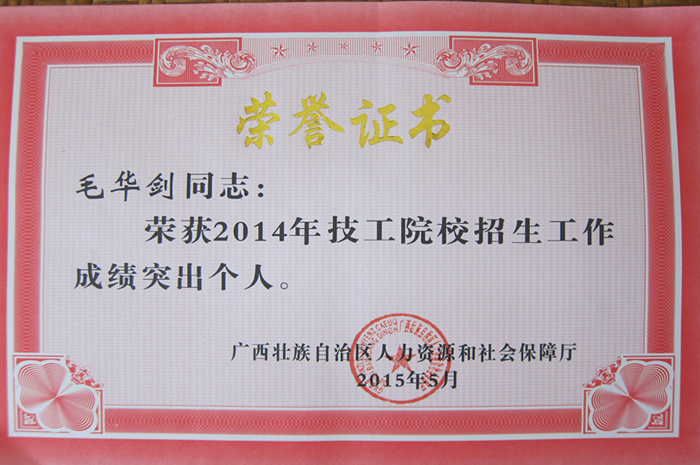 荣誉证书
毛华剑同志：
荣获2014年技工院校招生工作
成绩突出个人。
广西壮族自治区人力资源和社会保障厅
2015年5月